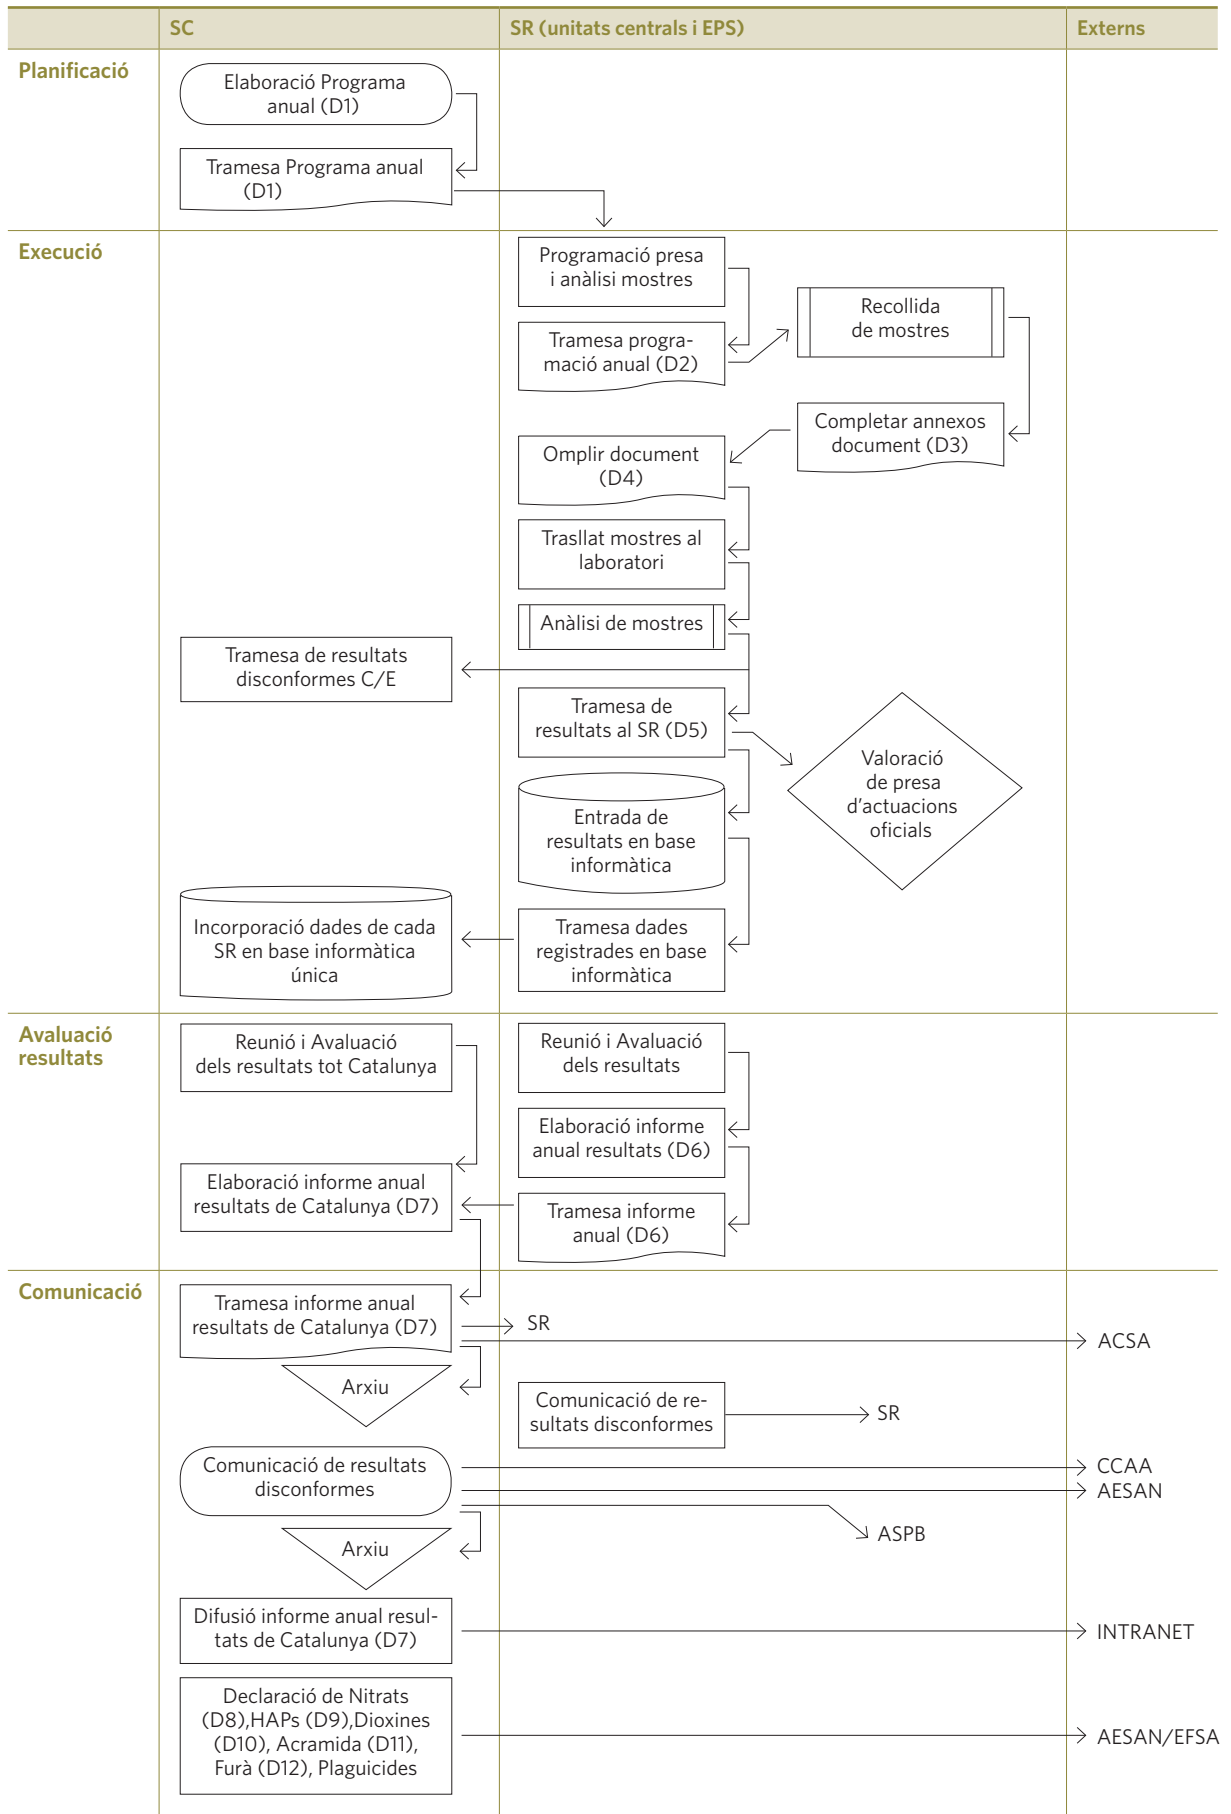 SC
SR (unitats centrals i EPS)
Externs
Planificació
Elaboració Programa
anual (D1)
Tramesa Programa anual
(D1)
Execució
Programació presa
i anàlisi mostres
Recollida
de mostres
Tramesa progra-
mació anual (D2)
Completar annexos
document (D3)
Omplir document
(D4)
Trasllat mostres al
laboratori
Anàlisi de mostres
Tramesa de resultats
disconformes C/E
Tramesa de
resultats al SR (D5)
Valoració
de presa
d'actuacions
oficials
Entrada de
resultats en base
informàtica
Incorporació dades de cada
SR en base informàtica
única
Tramesa dades
registrades en base
informàtica
Avaluació
resultats
Reunió i Avaluació
dels resultats tot Catalunya
Reunió i Avaluació
dels resultats
Elaboració informe
anual resultats (D6)
Elaboració informe anual
resultats de Catalunya (D7)
Tramesa informe
anual (D6)
Comunicació
Tramesa informe anual
resultats de Catalunya (D7)
SR
ACSA
Arxiu
Comunicació de re-
sultats disconformes
SR
Comunicació de resultats
disconformes
CCAA
AESAN
ASPB
Arxiu
Difusió informe anual resul-
tats de Catalunya (D7)
INTRANET
Declaració de Nitrats
(D8),HAPs (D9),Dioxines
(D10), Acramida (D11),
Furà (D12), Plaguicides
AESAN/EFSA